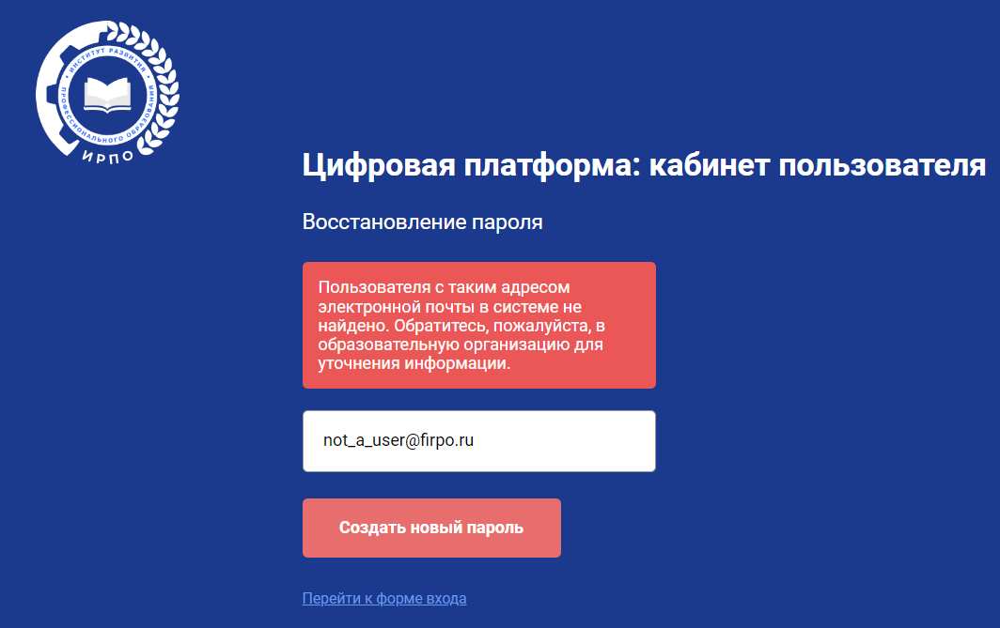 ИНСТИТУТ РАЗВИТИЯ
ПРОФЕССИОНАЛЬНОГО ОБРАЗОВАНИЯ
ИРПО
Цифровая платформа: кабинет пользователя
Восстановление пароля
Пользователя с таким адресом
электронной почты в системе не
найдено. Обратитесь, пожалуйста, в
образовательную организацию для
уточнения информации.
not_a_user@firpo.ru
Создать новый пароль
Перейти к форме входа